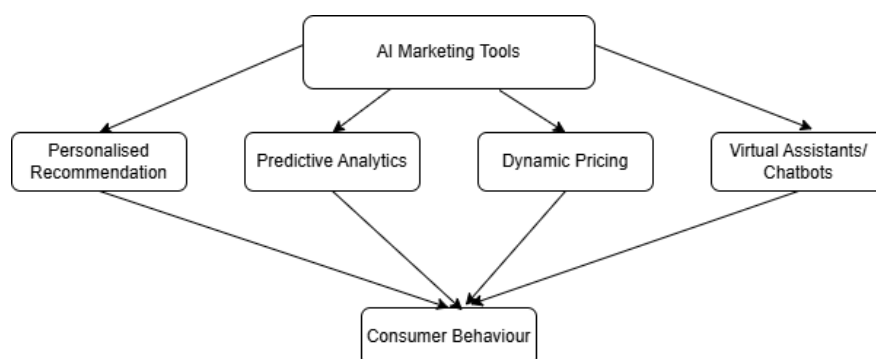 AI Marketing Tools
Personalised
Recommendation
Predictive Analytics
Dynamic Pricing
Virtual Assistants/
Chatbots
Consumer Behaviour